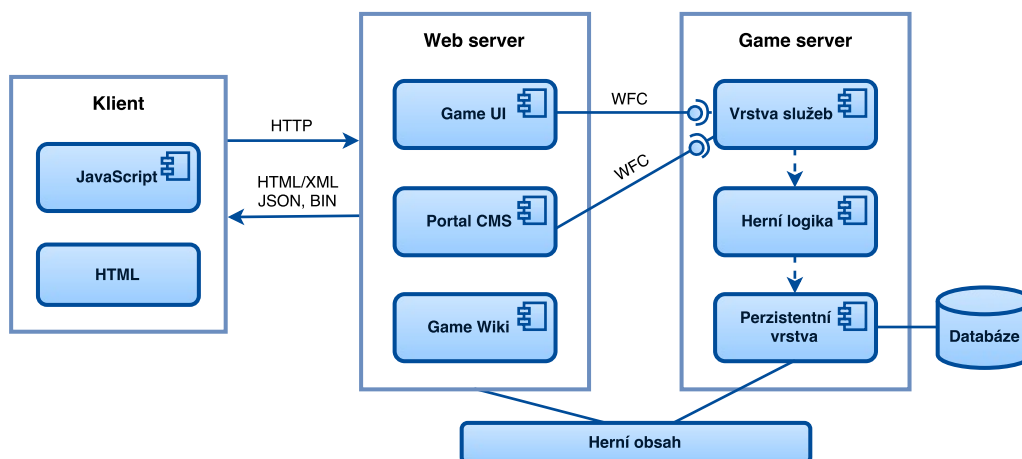 Klient
JavaScript
HTML
HTTP
HTML/XML
JSON, BIN
Web server
Game UI
Portal CMS
Game Wiki
WFC
WFC
Game server
Vrstva služeb
Herní logika
Perzistentní
vrstva
Databáze
Herní obsah